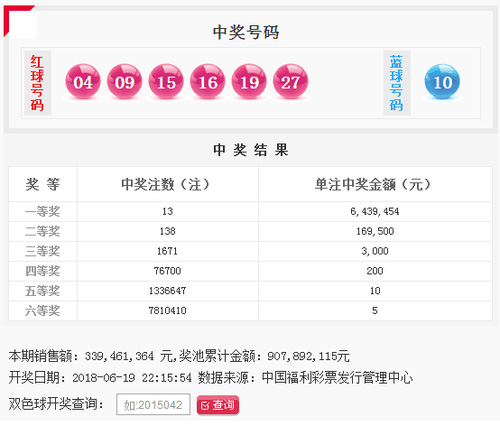 中奖号码
红球号码 04 09 15 16 19 27 蓝球号码 10
中 奖 结 果
奖 等 中奖注数（注） 单注中奖金额（元）
一等奖 13 6,439,454
二等奖 138 169,500
三等奖 1671 3,000
四等奖 76700 200
五等奖 1336647 10
六等奖 7810410 5
本期销售额：339,461,364 元,奖池累计金额：907,892,115元
开奖日期：2018-06-19 22:15:54 数据来源：中国福利彩票发行管理中心
双色球开奖查询： 如:2015042 查询